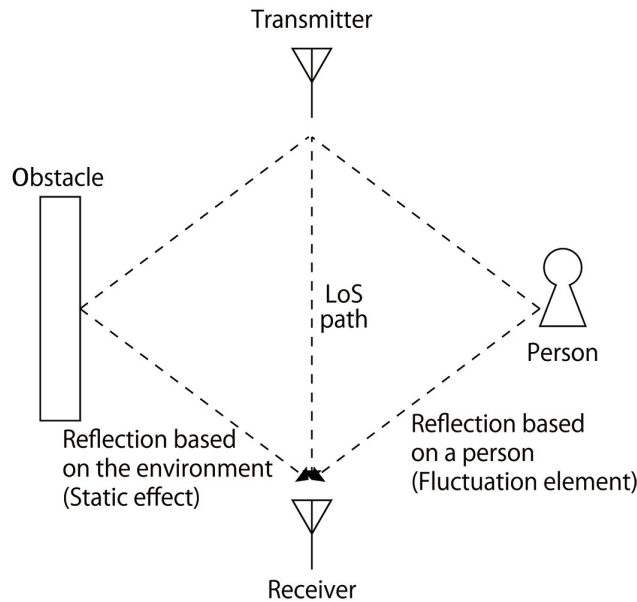 Transmitter
Obstacle
LoS
path
Person
Reflection based
on a person
(Fluctuation element)
Reflection based
on the environment
(Static effect)
Receiver